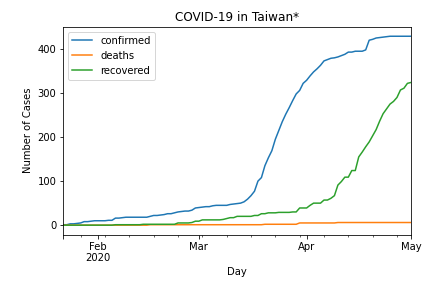 COVID-19 in Taiwan*
confirmed
deaths
recovered
Number of Cases
400
300
200
100
0
Feb
2020
Mar
Apr
May
Day